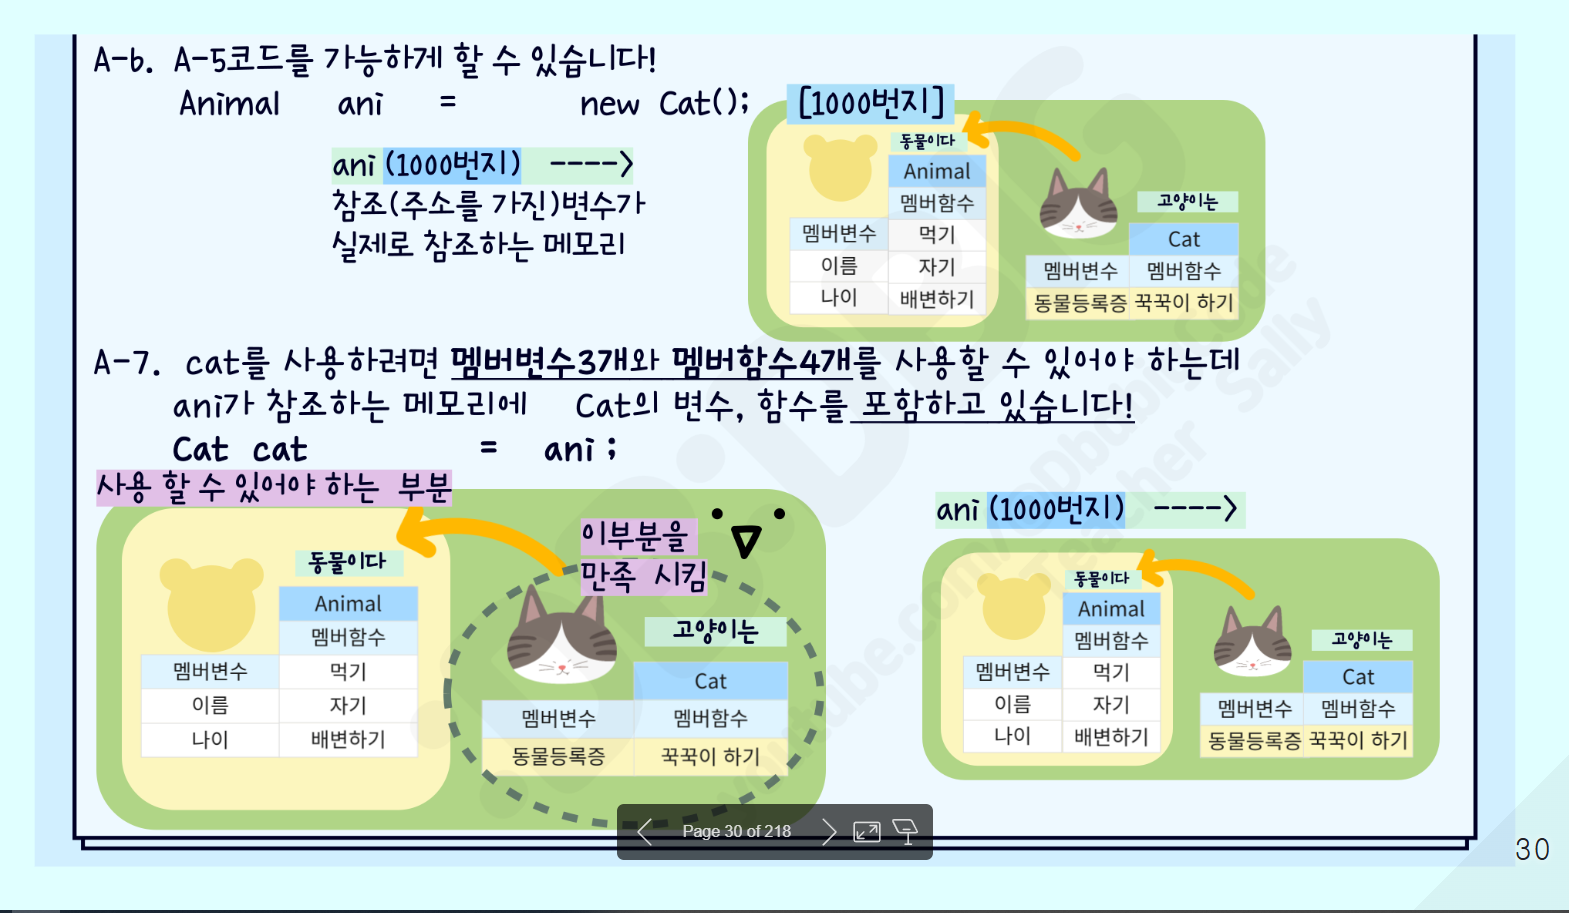 A-6. A-5코드를 가능하게 할 수 있습니다!
Animal ani = new Cat();
[1000번지]
ani (1000번지) ---->
참조(주소를 가진)변수가
실제로 참조하는 메모리
동물이다
Animal
멤버함수
멤버변수 먹기
이름 자기
나이 배변하기
고양이는
Cat
멤버변수 멤버함수
동물등록증 꾹꾹이 하기
A-7. cat를 사용하려면 멤버변수3개와 멤버함수4개를 사용할 수 있어야 하는데
ani가 참조하는 메모리에 Cat의 변수, 함수를 포함하고 있습니다!
Cat cat = ani ;
사용 할 수 있어야 하는 부분
이부분을
만족 시킴
동물이다
Animal
멤버함수
멤버변수 먹기
이름 자기
나이 배변하기
고양이는
Cat
멤버변수 멤버함수
동물등록증 꾹꾹이 하기
ani (1000번지) ---->
동물이다
Animal
멤버함수
멤버변수 먹기
이름 자기
나이 배변하기
고양이는
Cat
멤버변수 멤버함수
동물등록증 꾹꾹이 하기
Page 30 of 218
30